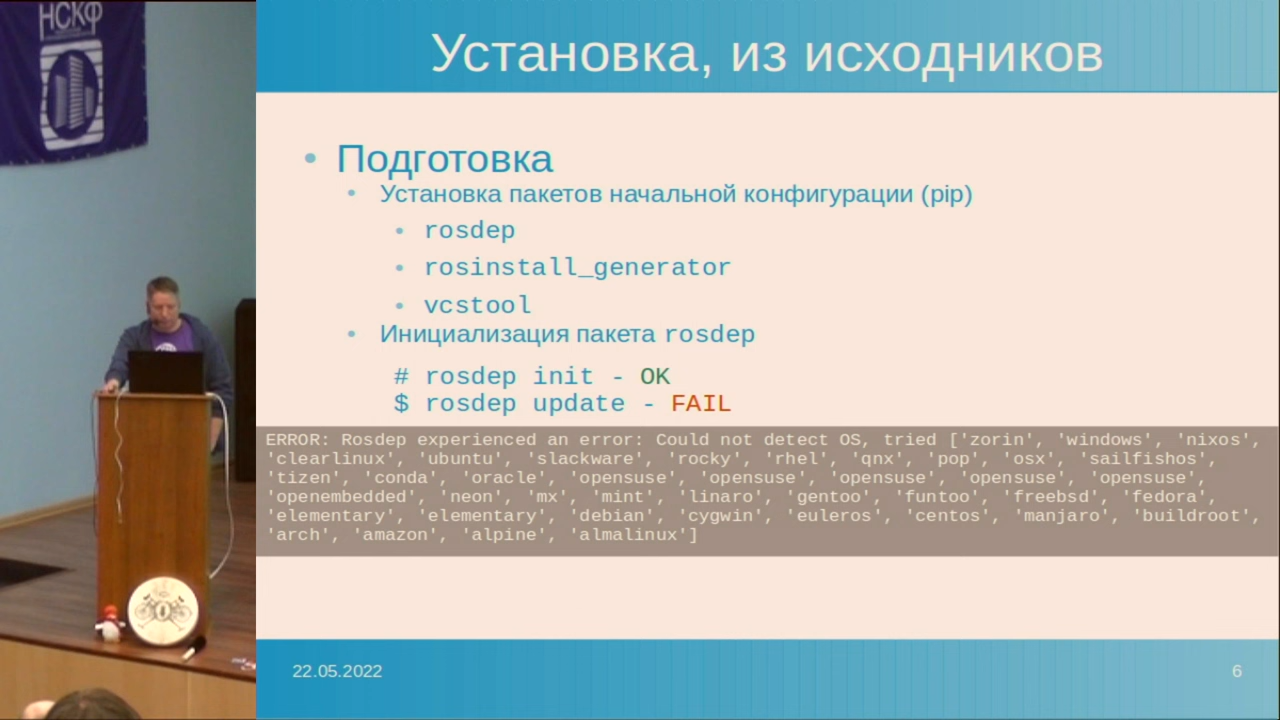 НСКФ
Установка, из исходников
• Подготовка
• Установка пакетов начальной конфигурации (pip)
• rosdep
• rosinstall_generator
• vcstool
• Инициализация пакета rosdep
# rosdep init - OK
$ rosdep update - FAIL
ERROR: Rosdep experienced an error: Could not detect OS, tried ['zorin', 'windows', 'nixos',
'clearlinux', 'ubuntu', 'slackware', 'rocky', 'rhel', 'qnx', 'pop', 'osx', 'sailfishos',
'tizen', 'conda', 'oracle', 'opensuse', 'opensuse', 'opensuse', 'opensuse', 'opensuse',
'openembedded', 'neon', 'mx', 'mint', 'linaro', 'gentoo', 'funtoo', 'freebsd', 'fedora',
'elementary', 'elementary', 'debian', 'cygwin', 'euleros', 'centos', 'manjaro', 'buildroot',
'arch', 'amazon', 'alpine', 'almalinux']
22.05.2022
6